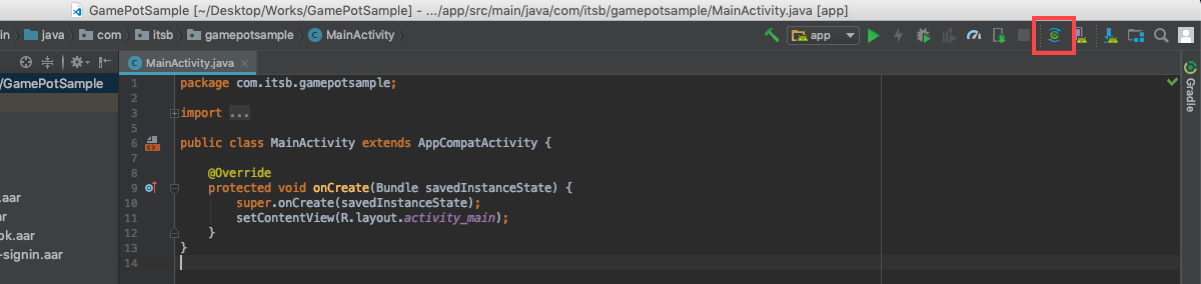 GamePotSample [~/Desktop/Works/GamePotSample] - .../app/src/main/java/com/itsb/gamepotsample/MainActivity.java [app]
in java com itsb gamepotsample MainActivity app
/GamePotSample
MainActivity.java
1 package com.itsb.gamepotsample;
2
3 import ...
5
6 public class MainActivity extends AppCompatActivity {
7
8 @Override
9 protected void onCreate(Bundle savedInstanceState) {
10 super.onCreate(savedInstanceState);
11 setContentView(R.layout.activity_main);
12 }
13 }
14
.aar
ar
ok.aar
-signin.aar
Gradle